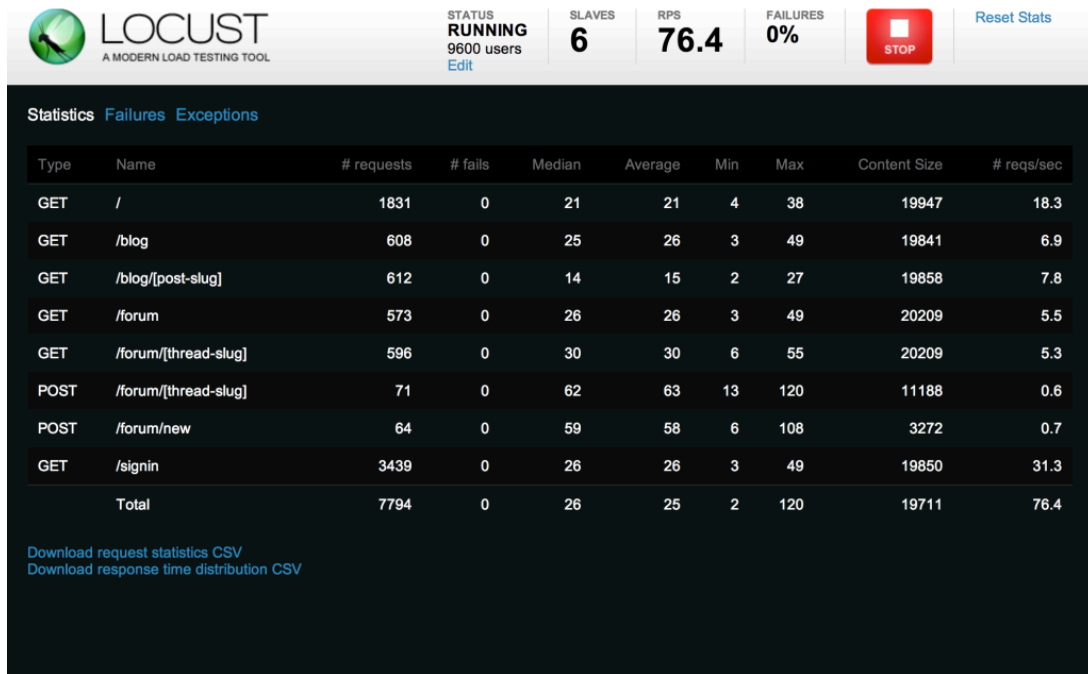 LOCUST
A MODERN LOAD TESTING TOOL
STATUS
RUNNING
9600 users
Edit
SLAVES
6
RPS
76.4
FAILURES
0%
STOP
Reset Stats
Statistics Failures Exceptions
Type Name # requests # fails Median Average Min Max Content Size # reqs/sec
GET / 1831 0 21 21 4 38 19947 18.3
GET /blog 608 0 25 26 3 49 19841 6.9
GET /blog/[post-slug] 612 0 14 15 2 27 19858 7.8
GET /forum 573 0 26 26 3 49 20209 5.5
GET /forum/[thread-slug] 596 0 30 30 6 55 20209 5.3
POST /forum/[thread-slug] 71 0 62 63 13 120 11188 0.6
POST /forum/new 64 0 59 58 6 108 3272 0.7
GET /signin 3439 0 26 26 3 49 19850 31.3
Total 7794 0 26 25 2 120 19711 76.4
Download request statistics CSV
Download response time distribution CSV